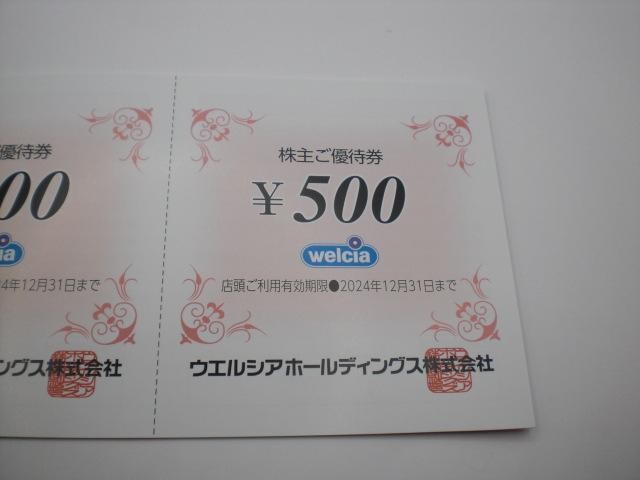 優待券
00
ia
4年12月31日まで
ィングス株式会社
株主ご優待券
¥500
welcia
店頭ご利用有効期限●2024年12月31日まで
ウエルシアホールディングス株式会社